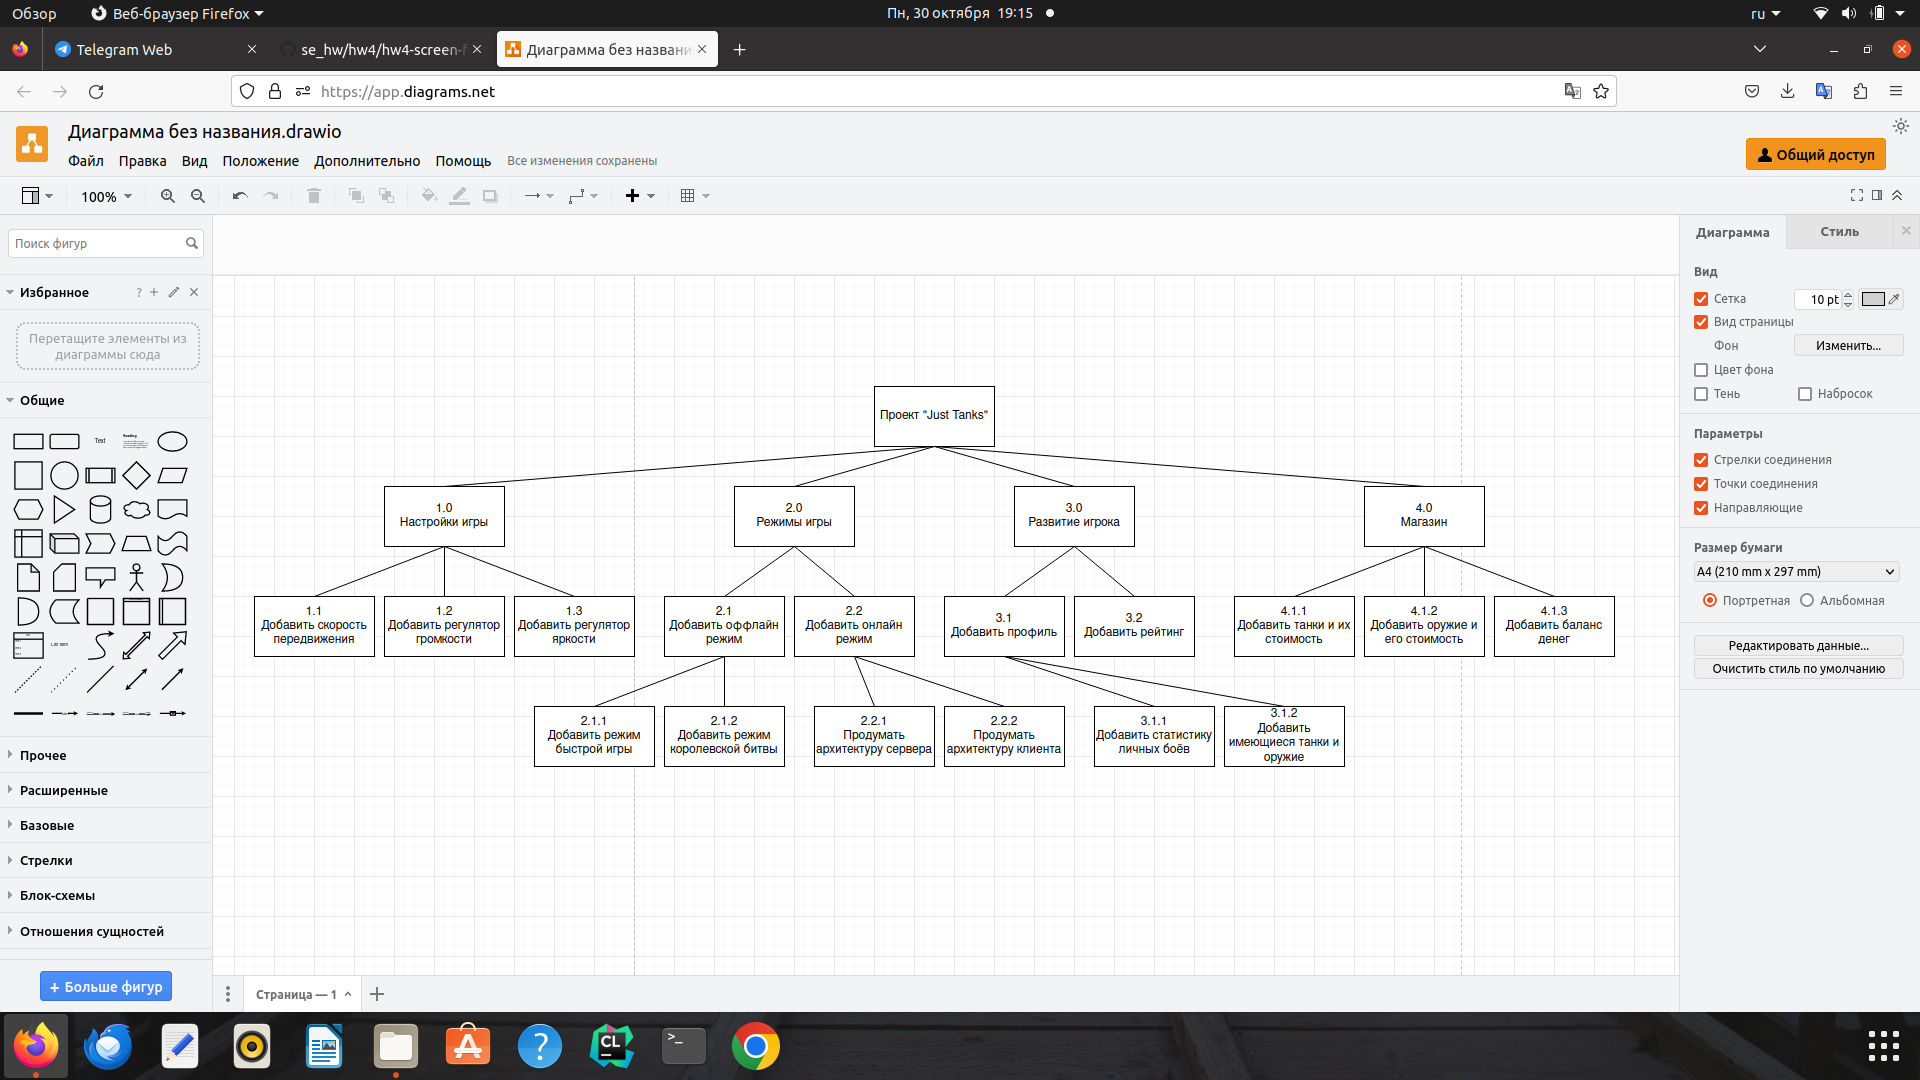 Обзор
Веб-браузер Firefox
Пн, 30 октября 19:15
ru
Telegram Web
se_hw/hw4/hw4-screen-f
Диаграмма без названи
https://app.diagrams.net
Диаграмма без названия.drawio
Файл Правка Вид Положение Дополнительно Помощь Все изменения сохранены
Общий доступ
100%
Поиск фигур
Избранное
?
Перетащите элементы из
диаграммы сюда
Общие
Text
Heading
Прочее
Расширенные
Базовые
Стрелки
Блок-схемы
Отношения сущностей
+ Больше фигур
Проект "Just Tanks"
1.0
Настройки игры
2.0
Режимы игры
3.0
Развитие игрока
4.0
Магазин
1.1
Добавить скорость
передвижения
1.2
Добавить регулятор
громкости
1.3
Добавить регулятор
яркости
2.1
Добавить оффлайн
режим
2.2
Добавить онлайн
режим
3.1
Добавить профиль
3.2
Добавить рейтинг
4.1.1
Добавить танки и их
стоимость
4.1.2
Добавить оружие и
его стоимость
4.1.3
Добавить баланс
денег
2.1.1
Добавить режим
быстрой игры
2.1.2
Добавить режим
королевской битвы
2.2.1
Продумать
архитектуру сервера
2.2.2
Продумать
архитектуру клиента
3.1.1
Добавить статистику
личных боёв
3.1.2
Добавить
имеющиеся танки и
оружие
Страница — 1
Диаграмма
Стиль
Вид
Сетка
10 pt
Вид страницы
Фон
Изменить...
Цвет фона
Тень
Набросок
Параметры
Стрелки соединения
Точки соединения
Направляющие
Размер бумаги
A4 (210 mm x 297 mm)
Портретная
Альбомная
Редактировать данные...
Очистить стиль по умолчанию
?
CL
>_